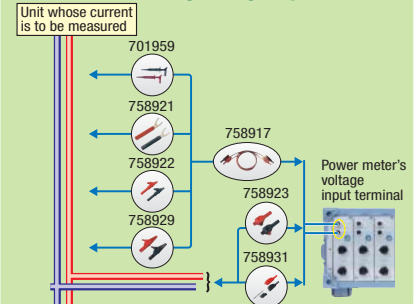 Unit whose current
is to be measured
701959
758921
758917
758922
Power meter's
voltage
input terminal
758923
758929
758931